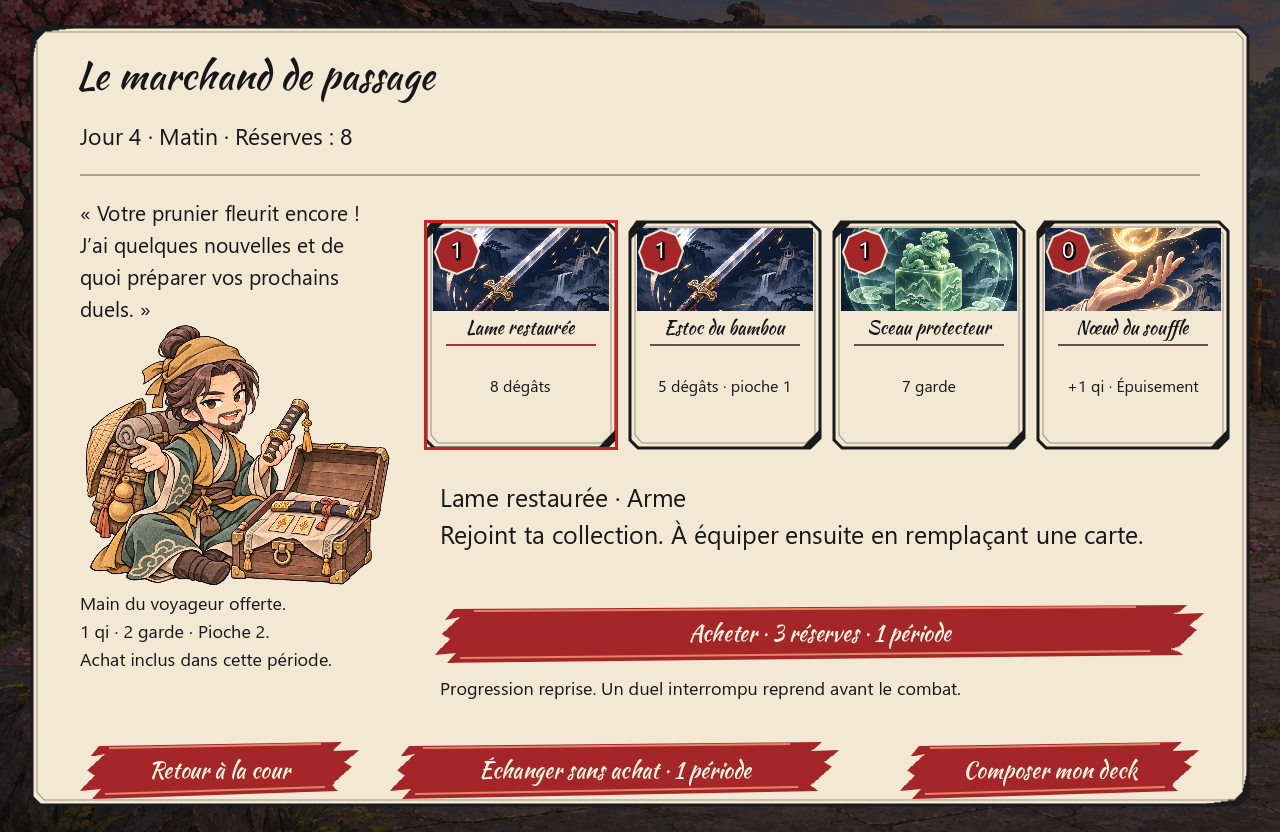 Le marchand de passage
Jour 4 · Matin · Réserves : 8
« Votre prunier fleurit encore !
J'ai quelques nouvelles et de
quoi préparer vos prochains
duels. »
1
✓
Lame restaurée
8 dégâts
1
Estoc du bambou
5 dégâts · pioche 1
1
Sceau protecteur
7 garde
0
Nœud du souffle
+1 qi · Épuisement
Lame restaurée · Arme
Rejoint ta collection. À équiper ensuite en remplaçant une carte.
Main du voyageur offerte.
1 qi · 2 garde · Pioche 2.
Achat inclus dans cette période.
Acheter · 3 réserves · 1 période
Progression reprise. Un duel interrompu reprend avant le combat.
Retour à la cour
Échanger sans achat · 1 période
Composer mon deck